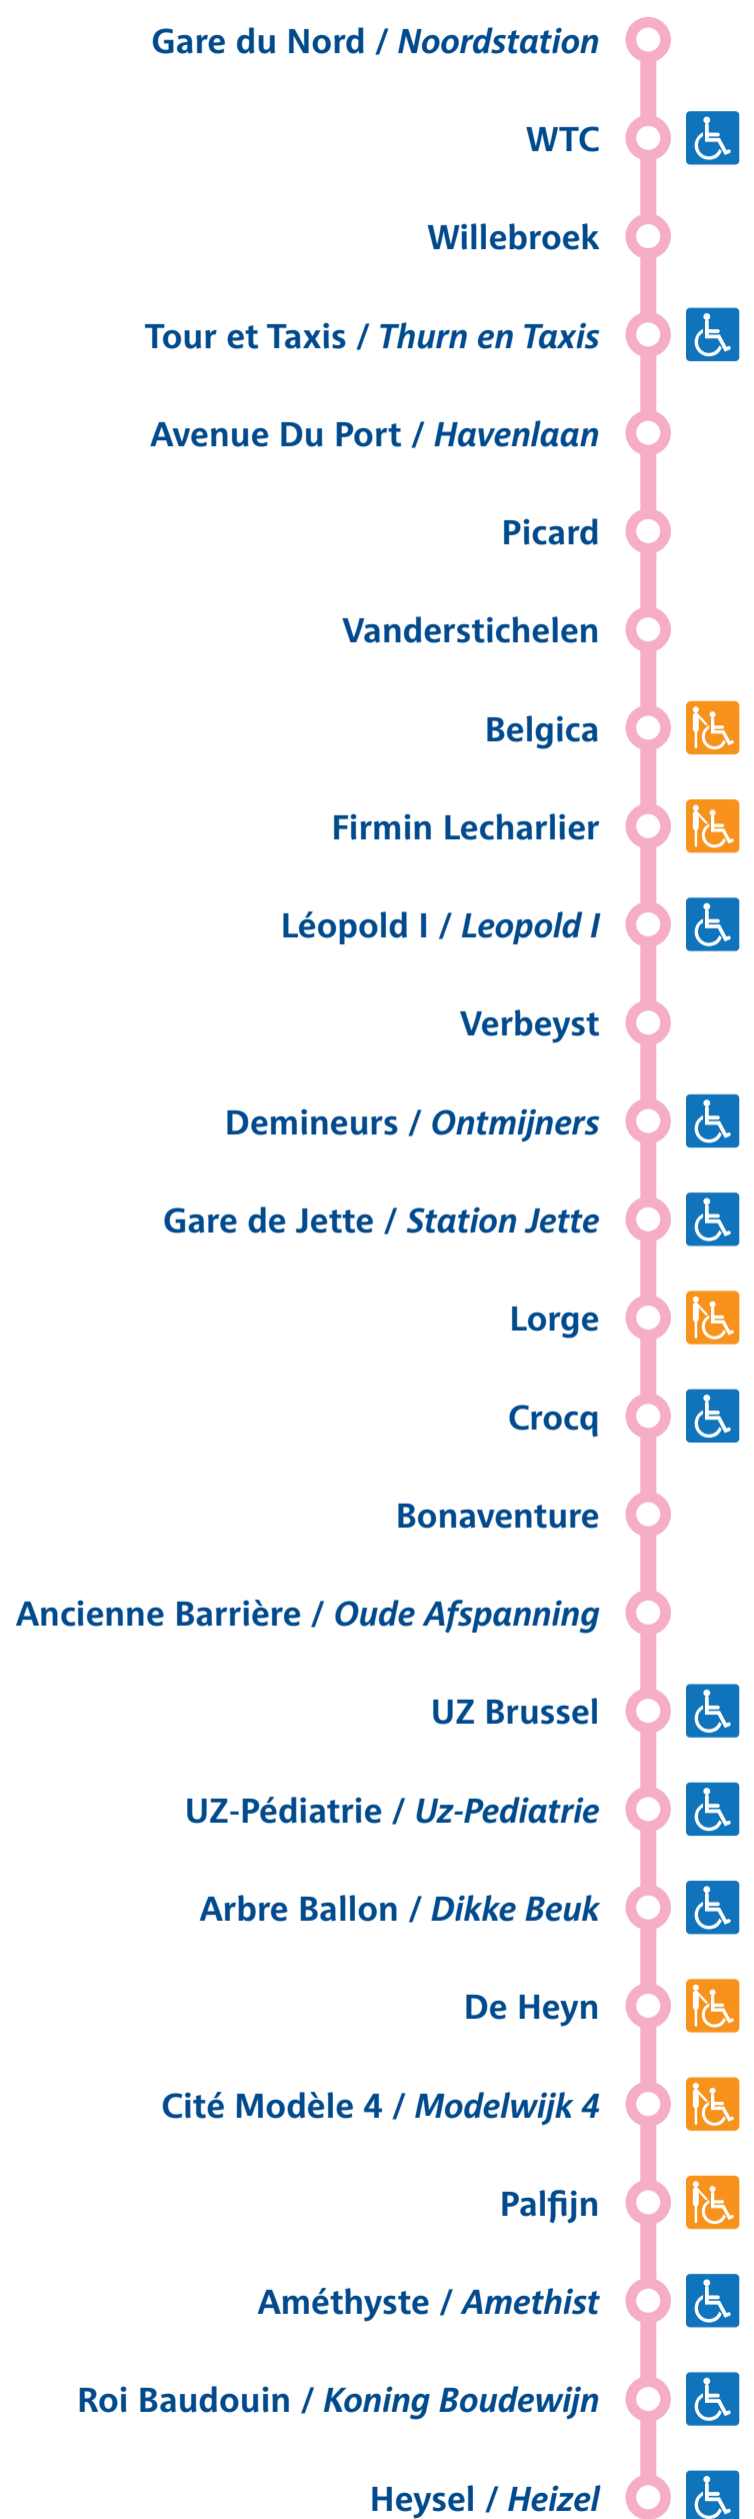 Gare du Nord / Noordstation
WTC
Willebroek
Tour et Taxis / Thurn en Taxis
Avenue Du Port / Havenlaan
Picard
Vanderstichelen
Belgica
Firmin Lecharlier
Léopold I / Leopold I
Verbeyst
Demineurs / Ontmijners
Gare de Jette / Station Jette
Lorge
Crocq
Bonaventure
Ancienne Barrière / Oude Afspanning
UZ Brussel
UZ-Pédiatrie / Uz-Pediatrie
Arbre Ballon / Dikke Beuk
De Heyn
Cité Modèle 4 / Modelwijk 4
Palfijn
Améthyste / Amethist
Roi Baudouin / Koning Boudewijn
Heysel / Heizel